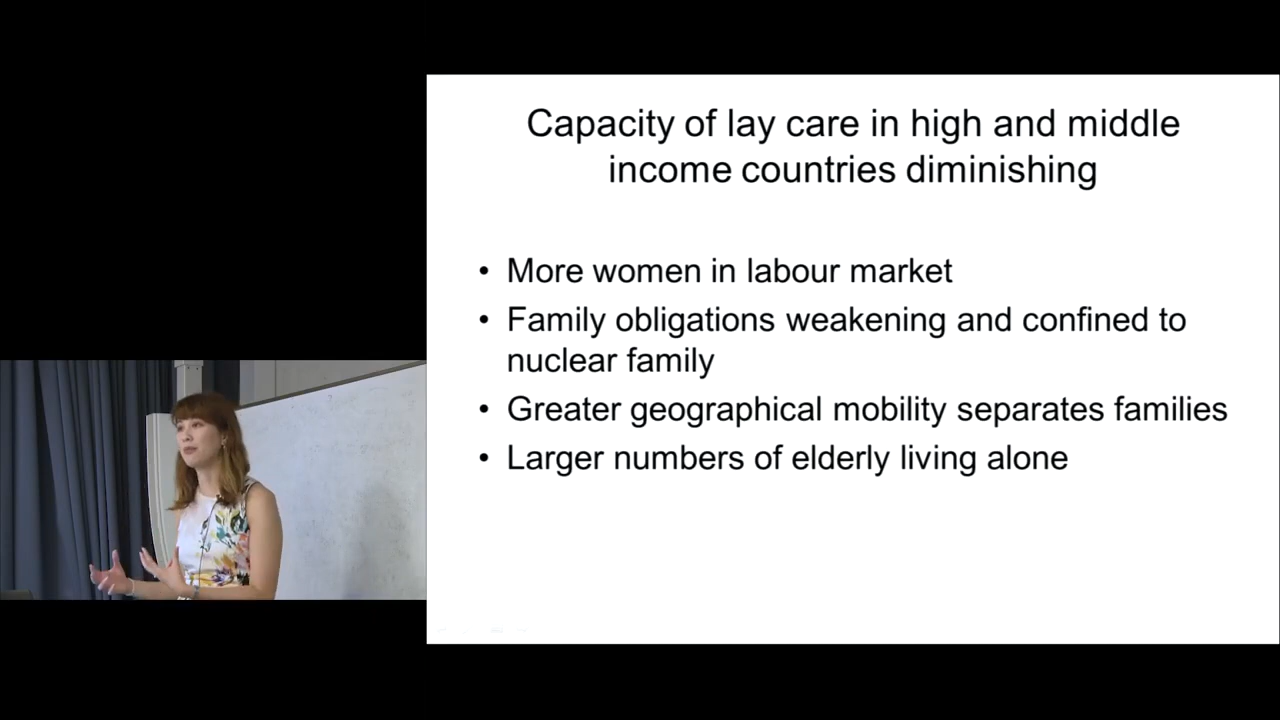 Capacity of lay care in high and middle
income countries diminishing
• More women in labour market
• Family obligations weakening and confined to
nuclear family
• Greater geographical mobility separates families
• Larger numbers of elderly living alone